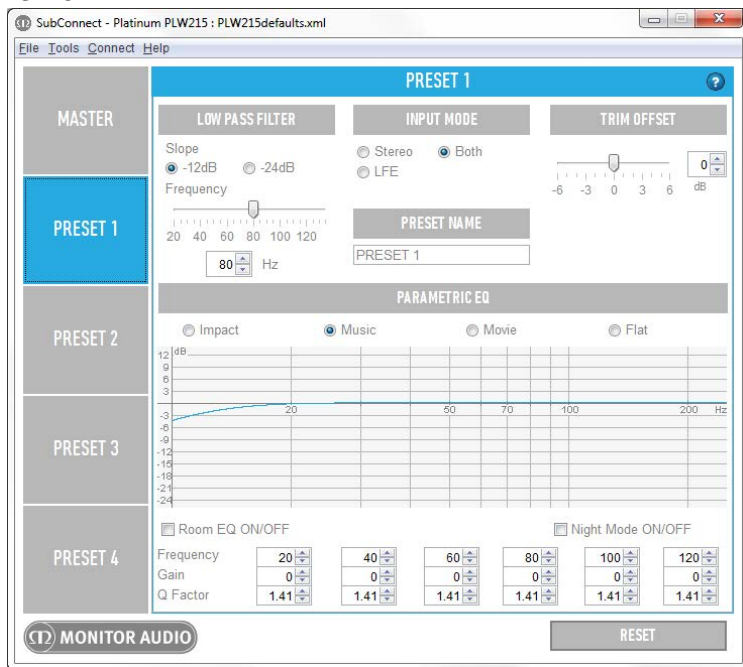 SubConnect - Platinum PLW215 : PLW215defaults.xml
File Tools Connect Help
MASTER
PRESET 1
PRESET 2
PRESET 3
PRESET 4
PRESET 1 ?
LOW PASS FILTER
Slope
-12dB -24dB
Frequency
20 40 60 80 100 120
80 Hz
INPUT MODE
Stereo Both
LFE
PRESET NAME
PRESET 1
TRIM OFFSET
0
-6 -3 0 3 6 dB
PARAMETRIC EQ
Impact Music Movie Flat
12 dB
9
6
3
20 50 70 100 200 Hz
-3
-6
-9
-12
-15
-18
-21
-24
Room EQ ON/OFF Night Mode ON/OFF
Frequency 20 40 60 80 100 120
Gain 0 0 0 0 0 0
Q Factor 1.41 1.41 1.41 1.41 1.41 1.41
MONITOR AUDIO
RESET